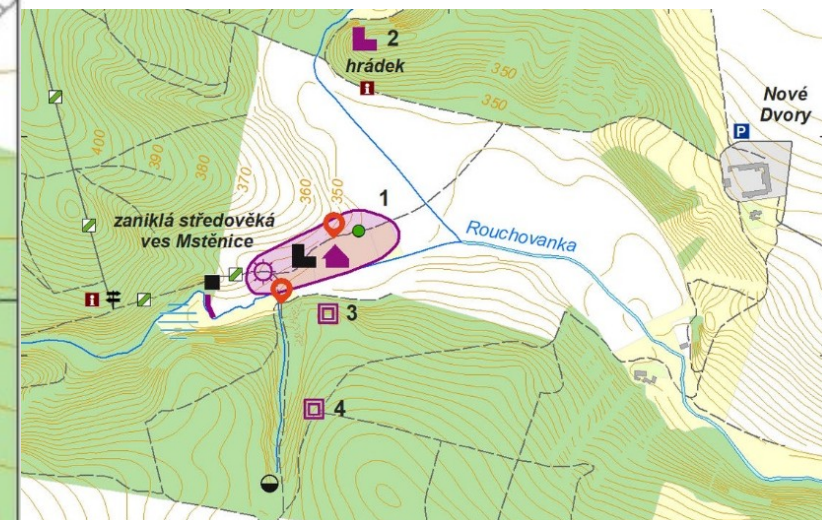 2
hrádek
350
350
Nové
Dvory
P
400
390
380
370
360
350
1
zaniklá středověká
ves Mstěnice
Rouchovanka
3
4